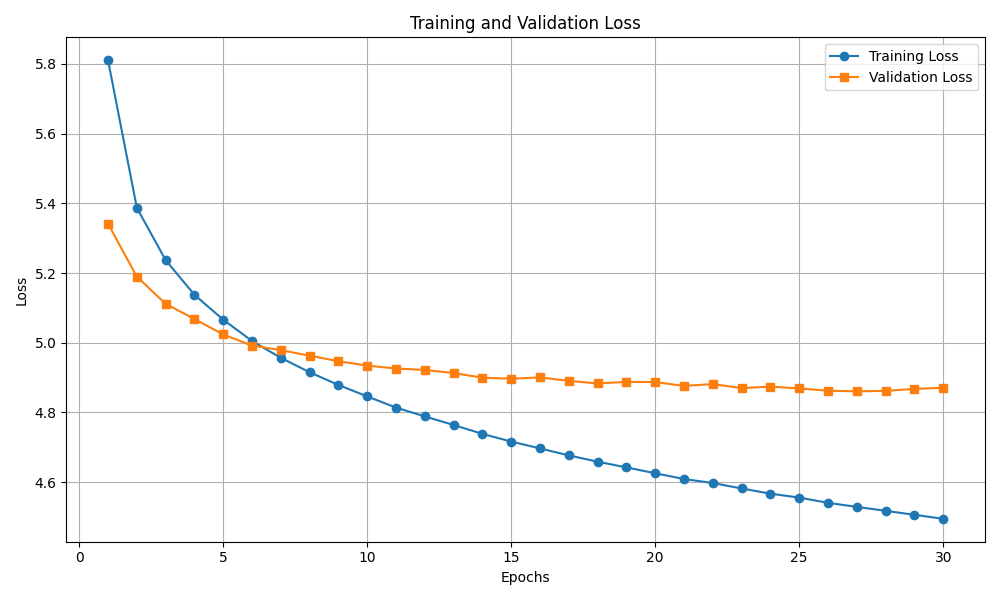 Training and Validation Loss
Training Loss
Validation Loss
Loss
5.8
5.6
5.4
5.2
5.0
4.8
4.6
0 5 10 15 20 25 30
Epochs